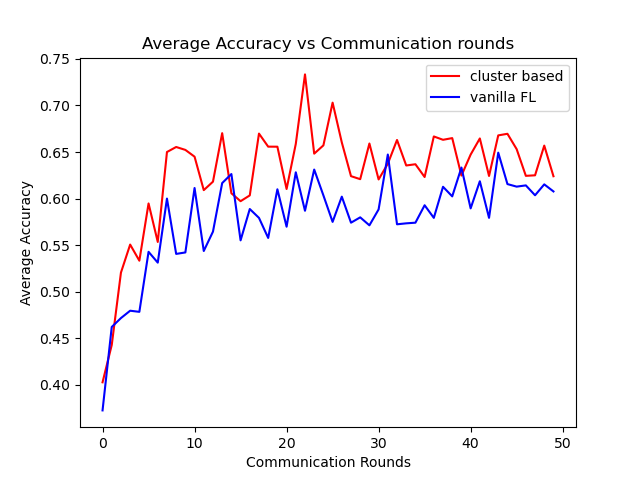 Average Accuracy vs Communication rounds
cluster based
vanilla FL
Average Accuracy
0.75
0.70
0.65
0.60
0.55
0.50
0.45
0.40
0 10 20 30 40 50
Communication Rounds